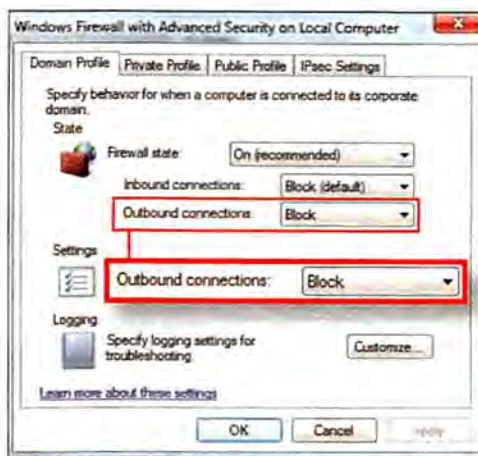 Windows Firewall with Advanced Security on Local Computer
Domain Profile Private Profile Public Profile IPsec Settings
Specify behavior for when a computer is connected to its corporate
domain.
State
Firewall state: On (recommended)
Inbound connections: Block (default)
Outbound connections: Block
Settings
Outbound connections: Block
Logging
Specify logging settings for
troubleshooting. Customize...
Learn more about these settings
OK Cancel Apply